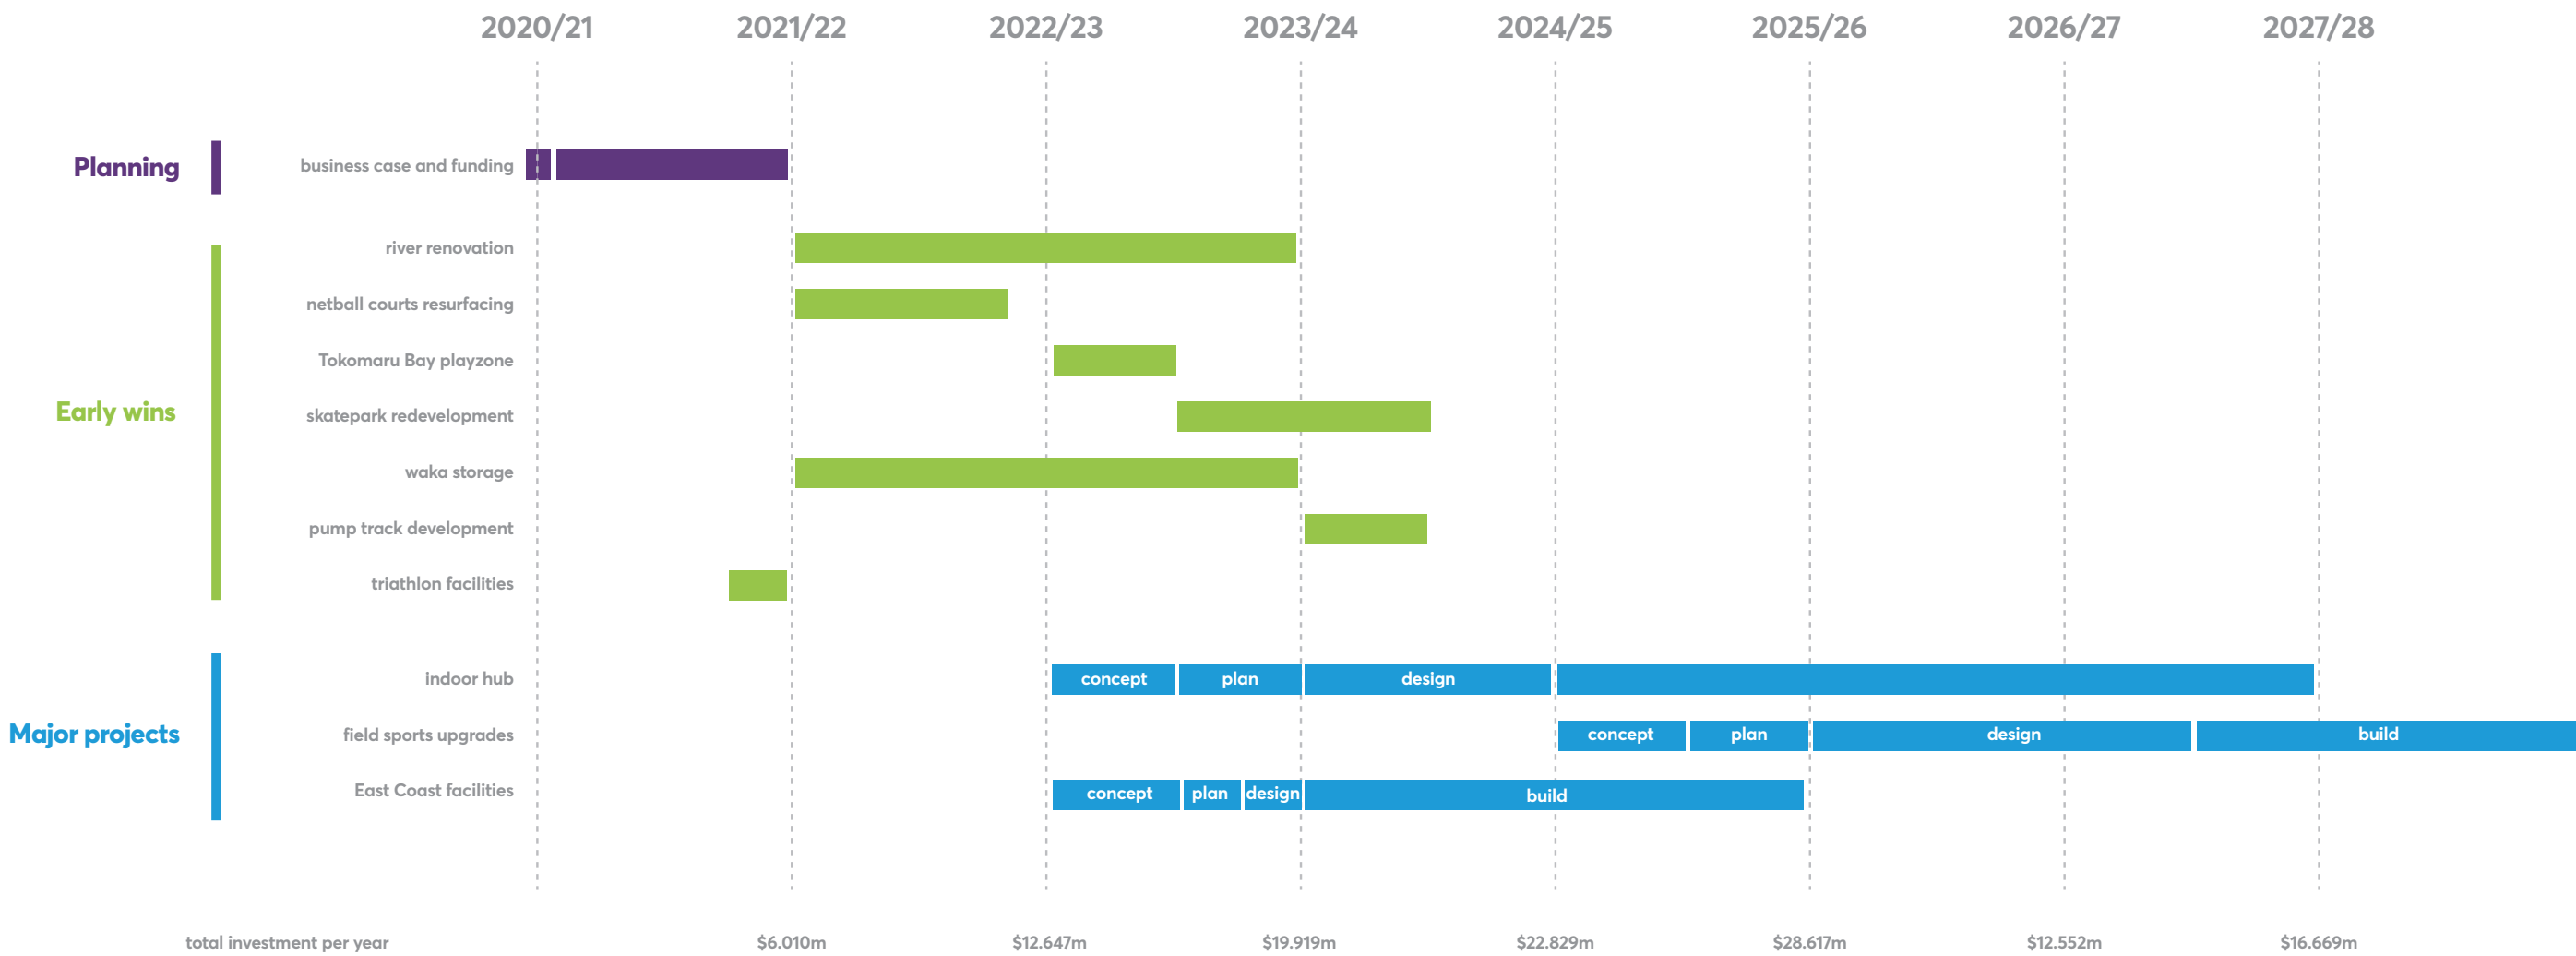 2020/21 2021/22 2022/23 2023/24 2024/25 2025/26 2026/27 2027/28
Planning
business case and funding
Early wins
river renovation
netball courts resurfacing
Tokomaru Bay playzone
skatepark redevelopment
waka storage
pump track development
triathlon facilities
Major projects
indoor hub concept plan design
field sports upgrades concept plan design build
East Coast facilities concept plan design build
total investment per year $6.010m $12.647m $19.919m $22.829m $28.617m $12.552m $16.669m